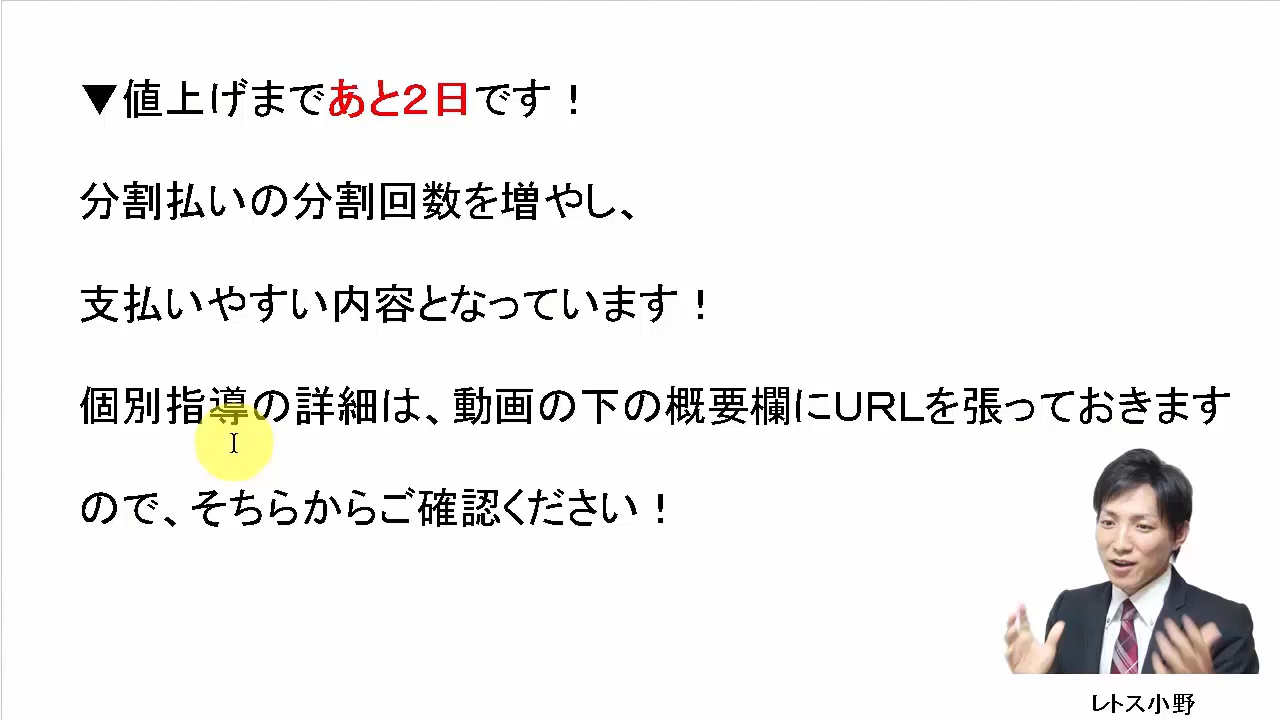 ▼値上げまであと２日です！
分割払いの分割回数を増やし、
支払いやすい内容となっています！
個別指導の詳細は、動画の下の概要欄にＵＲＬを張っておきます
ので、そちらからご確認ください！
レトス小野